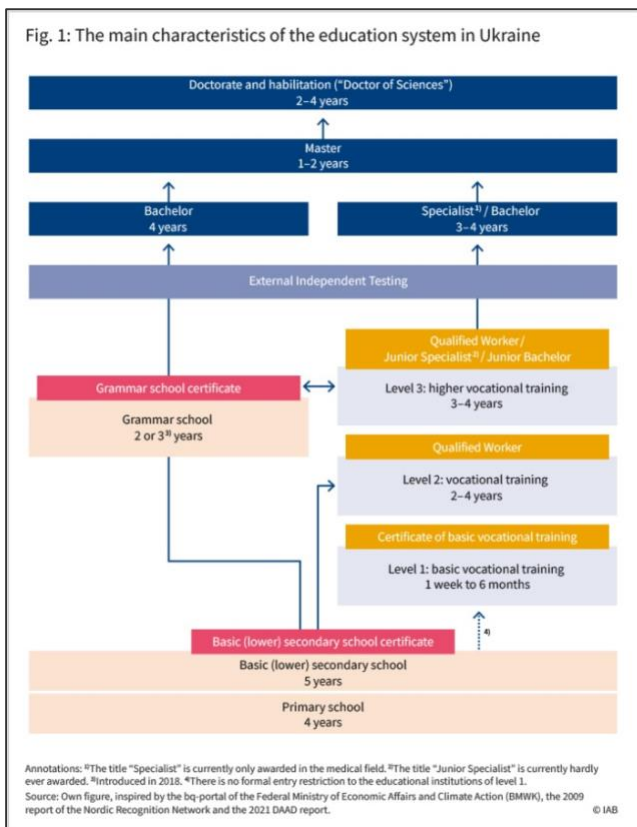 Fig. 1: The main characteristics of the education system in Ukraine
Doctorate and habilitation (“Doctor of Sciences”)
2–4 years
Master
1–2 years
Bachelor
4 years
Specialist¹⁾ / Bachelor
3–4 years
External Independent Testing
Qualified Worker/
Junior Specialist²⁾ / Junior Bachelor
Grammar school certificate
Level 3: higher vocational training
3–4 years
Grammar school
2 or 3³⁾ years
Qualified Worker
Level 2: vocational training
2–4 years
Certificate of basic vocational training
Level 1: basic vocational training
1 week to 6 months
4)
Basic (lower) secondary school certificate
Basic (lower) secondary school
5 years
Primary school
4 years
Annotations: ¹⁾The title “Specialist” is currently only awarded in the medical field. ²⁾The title “Junior Specialist” is currently hardly
ever awarded. ³⁾Introduced in 2018. ⁴⁾There is no formal entry restriction to the educational institutions of level 1.
Source: Own figure, inspired by the bq-portal of the Federal Ministry of Economic Affairs and Climate Action (BMWK), the 2009
report of the Nordic Recognition Network and the 2021 DAAD report.
© IAB